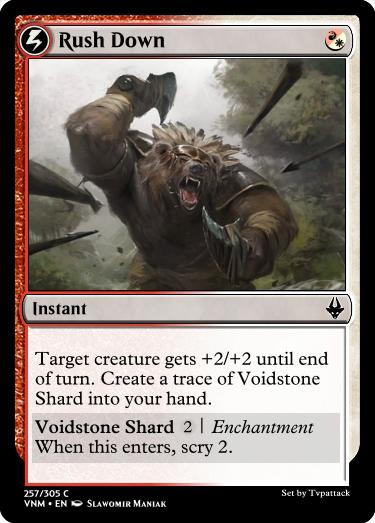 Rush Down
Instant
Target creature gets +2/+2 until end
of turn. Create a trace of Voidstone
Shard into your hand.
Voidstone Shard 2 | Enchantment
When this enters, scry 2.
257/305 C
VNM • EN Slawomir Maniak
Set by Tvpattack